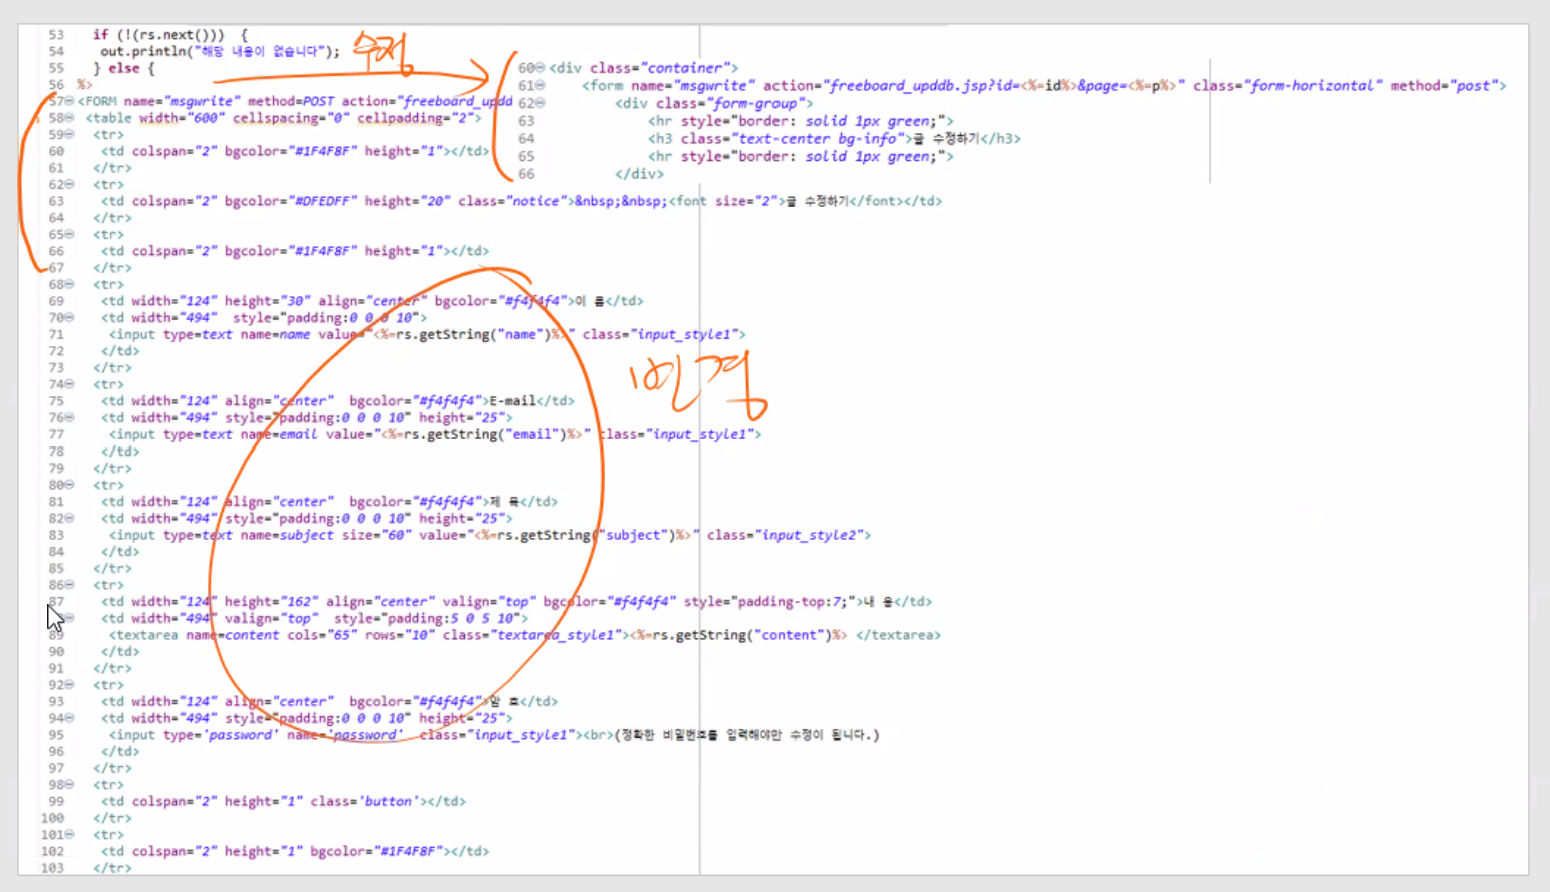 53 if (!(rs.next())) {
54 out.println("해당 내용이 없습니다");
55 } else {
56 %>
57 <FORM name="msgwrite" method=POST action="freeboard_updd
58 <table width="600" cellspacing="0" cellpadding="2">
59 <tr>
60 <td colspan="2" bgcolor="#1F4F8F" height="1"></td>
61 </tr>
62 <tr>
63 <td colspan="2" bgcolor="#DFEDFF" height="20" class="notice">&nbsp;&nbsp;<font size="2">글 수정하기</font></td>
64 </tr>
65 <tr>
66 <td colspan="2" bgcolor="#1F4F8F" height="1"></td>
67 </tr>
68 <tr>
69 <td width="124" height="30" align="center" bgcolor="#f4f4f4">이 름</td>
70 <td width="494" style="padding:0 0 0 10">
71 <input type=text name=name value="<%=rs.getString("name")%>" class="input_style1">
72 </td>
73 </tr>
74 <tr>
75 <td width="124" align="center" bgcolor="#f4f4f4">E-mail</td>
76 <td width="494" style="padding:0 0 0 10" height="25">
77 <input type=text name=email value="<%=rs.getString("email")%>" class="input_style1">
78 </td>
79 </tr>
80 <tr>
81 <td width="124" align="center" bgcolor="#f4f4f4">제 목</td>
82 <td width="494" style="padding:0 0 0 10" height="25">
83 <input type=text name=subject size="60" value="<%=rs.getString("subject")%>" class="input_style2">
84 </td>
85 </tr>
86 <tr>
87 <td width="124" height="162" align="center" valign="top" bgcolor="#f4f4f4" style="padding-top:7;">내 용</td>
<td width="494" valign="top" style="padding:5 0 5 10">
89 <textarea name=content cols="65" rows="10" class="textarea_style1"><%=rs.getString("content")%> </textarea>
90 </td>
91 </tr>
92 <tr>
93 <td width="124" align="center" bgcolor="#f4f4f4">암 호</td>
94 <td width="494" style="padding:0 0 0 10" height="25">
95 <input type='password' name='password' class="input_style1"><br>(정확한 비밀번호를 입력해야만 수정이 됩니다.)
96 </td>
97 </tr>
98 <tr>
99 <td colspan="2" height="1" class='button'></td>
100 </tr>
101 <tr>
102 <td colspan="2" height="1" bgcolor="#1F4F8F"></td>
103 </tr>
수정
60 <div class="container">
61 <form name="msgwrite" action="freeboard_upddb.jsp?id=<%=id%>&page=<%=p%>" class="form-horizontal" method="post">
62 <div class="form-group">
63 <hr style="border: solid 1px green;">
64 <h3 class="text-center bg-info">글 수정하기</h3>
65 <hr style="border: solid 1px green;">
66 </div>
변경